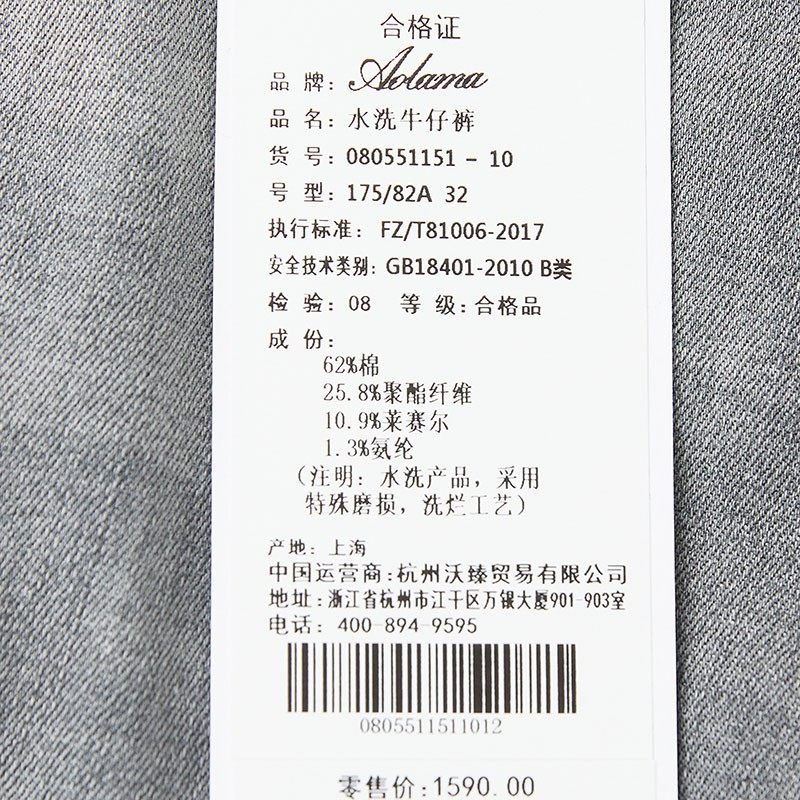 合格证
品 牌: Aolama
品 名: 水洗牛仔裤
货 号: 080551151 - 10
号 型: 175/82A 32
执行标准: FZ/T81006-2017
安全技术类别: GB18401-2010 B类
检 验: 08 等 级: 合格品
成 份:
62%棉
25.8%聚酯纤维
10.9%莱赛尔
1.3%氨纶
（注明: 水洗产品, 采用
特殊磨损, 洗烂工艺）
产地: 上海
中国运营商:杭州沃臻贸易有限公司
地址:浙江省杭州市江干区万银大厦901-903室
电话: 400-894-9595
0805511511012
零售价:1590.00